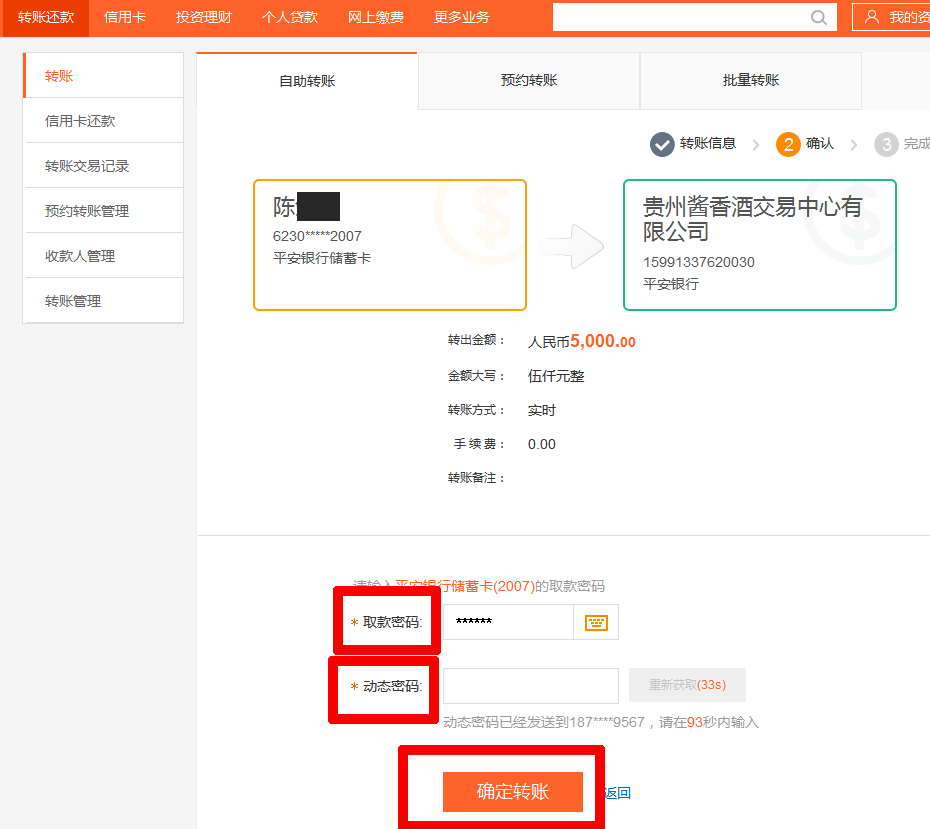 转账还款 信用卡 投资理财 个人贷款 网上缴费 更多业务 我的资
转账
信用卡还款
转账交易记录
预约转账管理
收款人管理
转账管理
自助转账 预约转账 批量转账
转账信息 2 确认 3 完成
陈
6230*****2007
平安银行储蓄卡
贵州酱香酒交易中心有
限公司
15991337620030
平安银行
转出金额： 人民币5,000.00
金额大写： 伍仟元整
转账方式： 实时
手续费： 0.00
转账备注：
请输入平安银行储蓄卡(2007)的取款密码
* 取款密码: ******
* 动态密码: 重新获取(33s)
动态密码已经发送到187****9567，请在93秒内输入
确定转账 返回